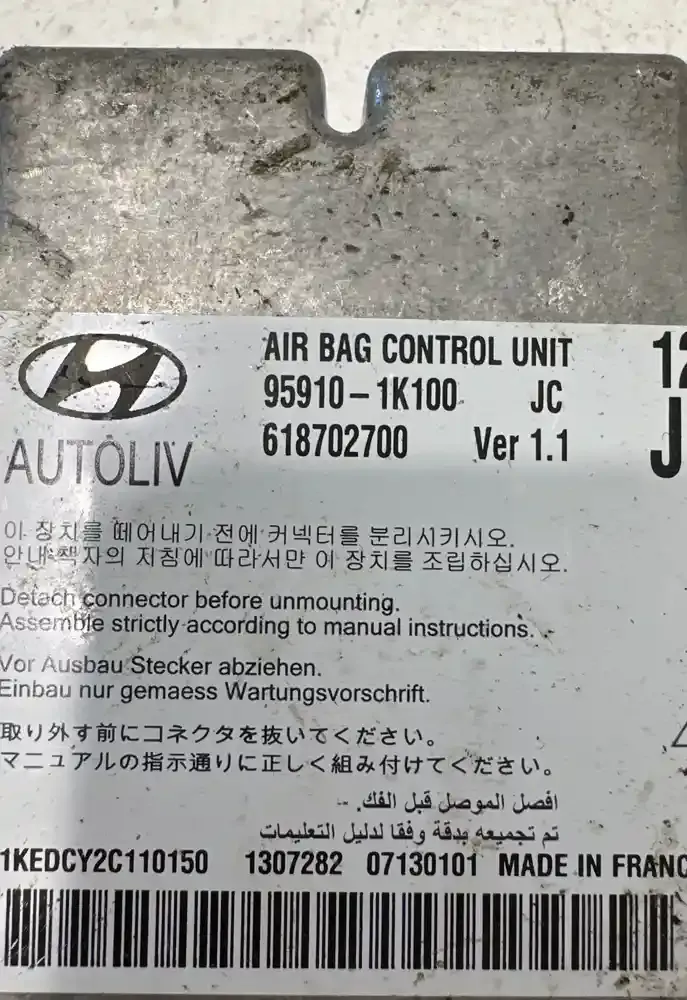 AIR BAG CONTROL UNIT
95910-1K100 JC
618702700 Ver 1.1
12
J
AUTOLIV
이 장치를 떼어내기 전에 커넥터를 분리시키시오.
안내책자의 지침에 따라서만 이 장치를 조립하십시오.
Detach connector before unmounting.
Assemble strictly according to manual instructions.
Vor Ausbau Stecker abziehen.
Einbau nur gemaess Wartungsvorschrift.
取り外す前にコネクタを抜いてください。
マニュアルの指示通りに正しく組み付けてください。
افصل الموصل قبل الفك.
تم تجميعه بدقة وفقا لدليل التعليمات
1KEDCY2C110150 1307282 07130101 MADE IN FRANC